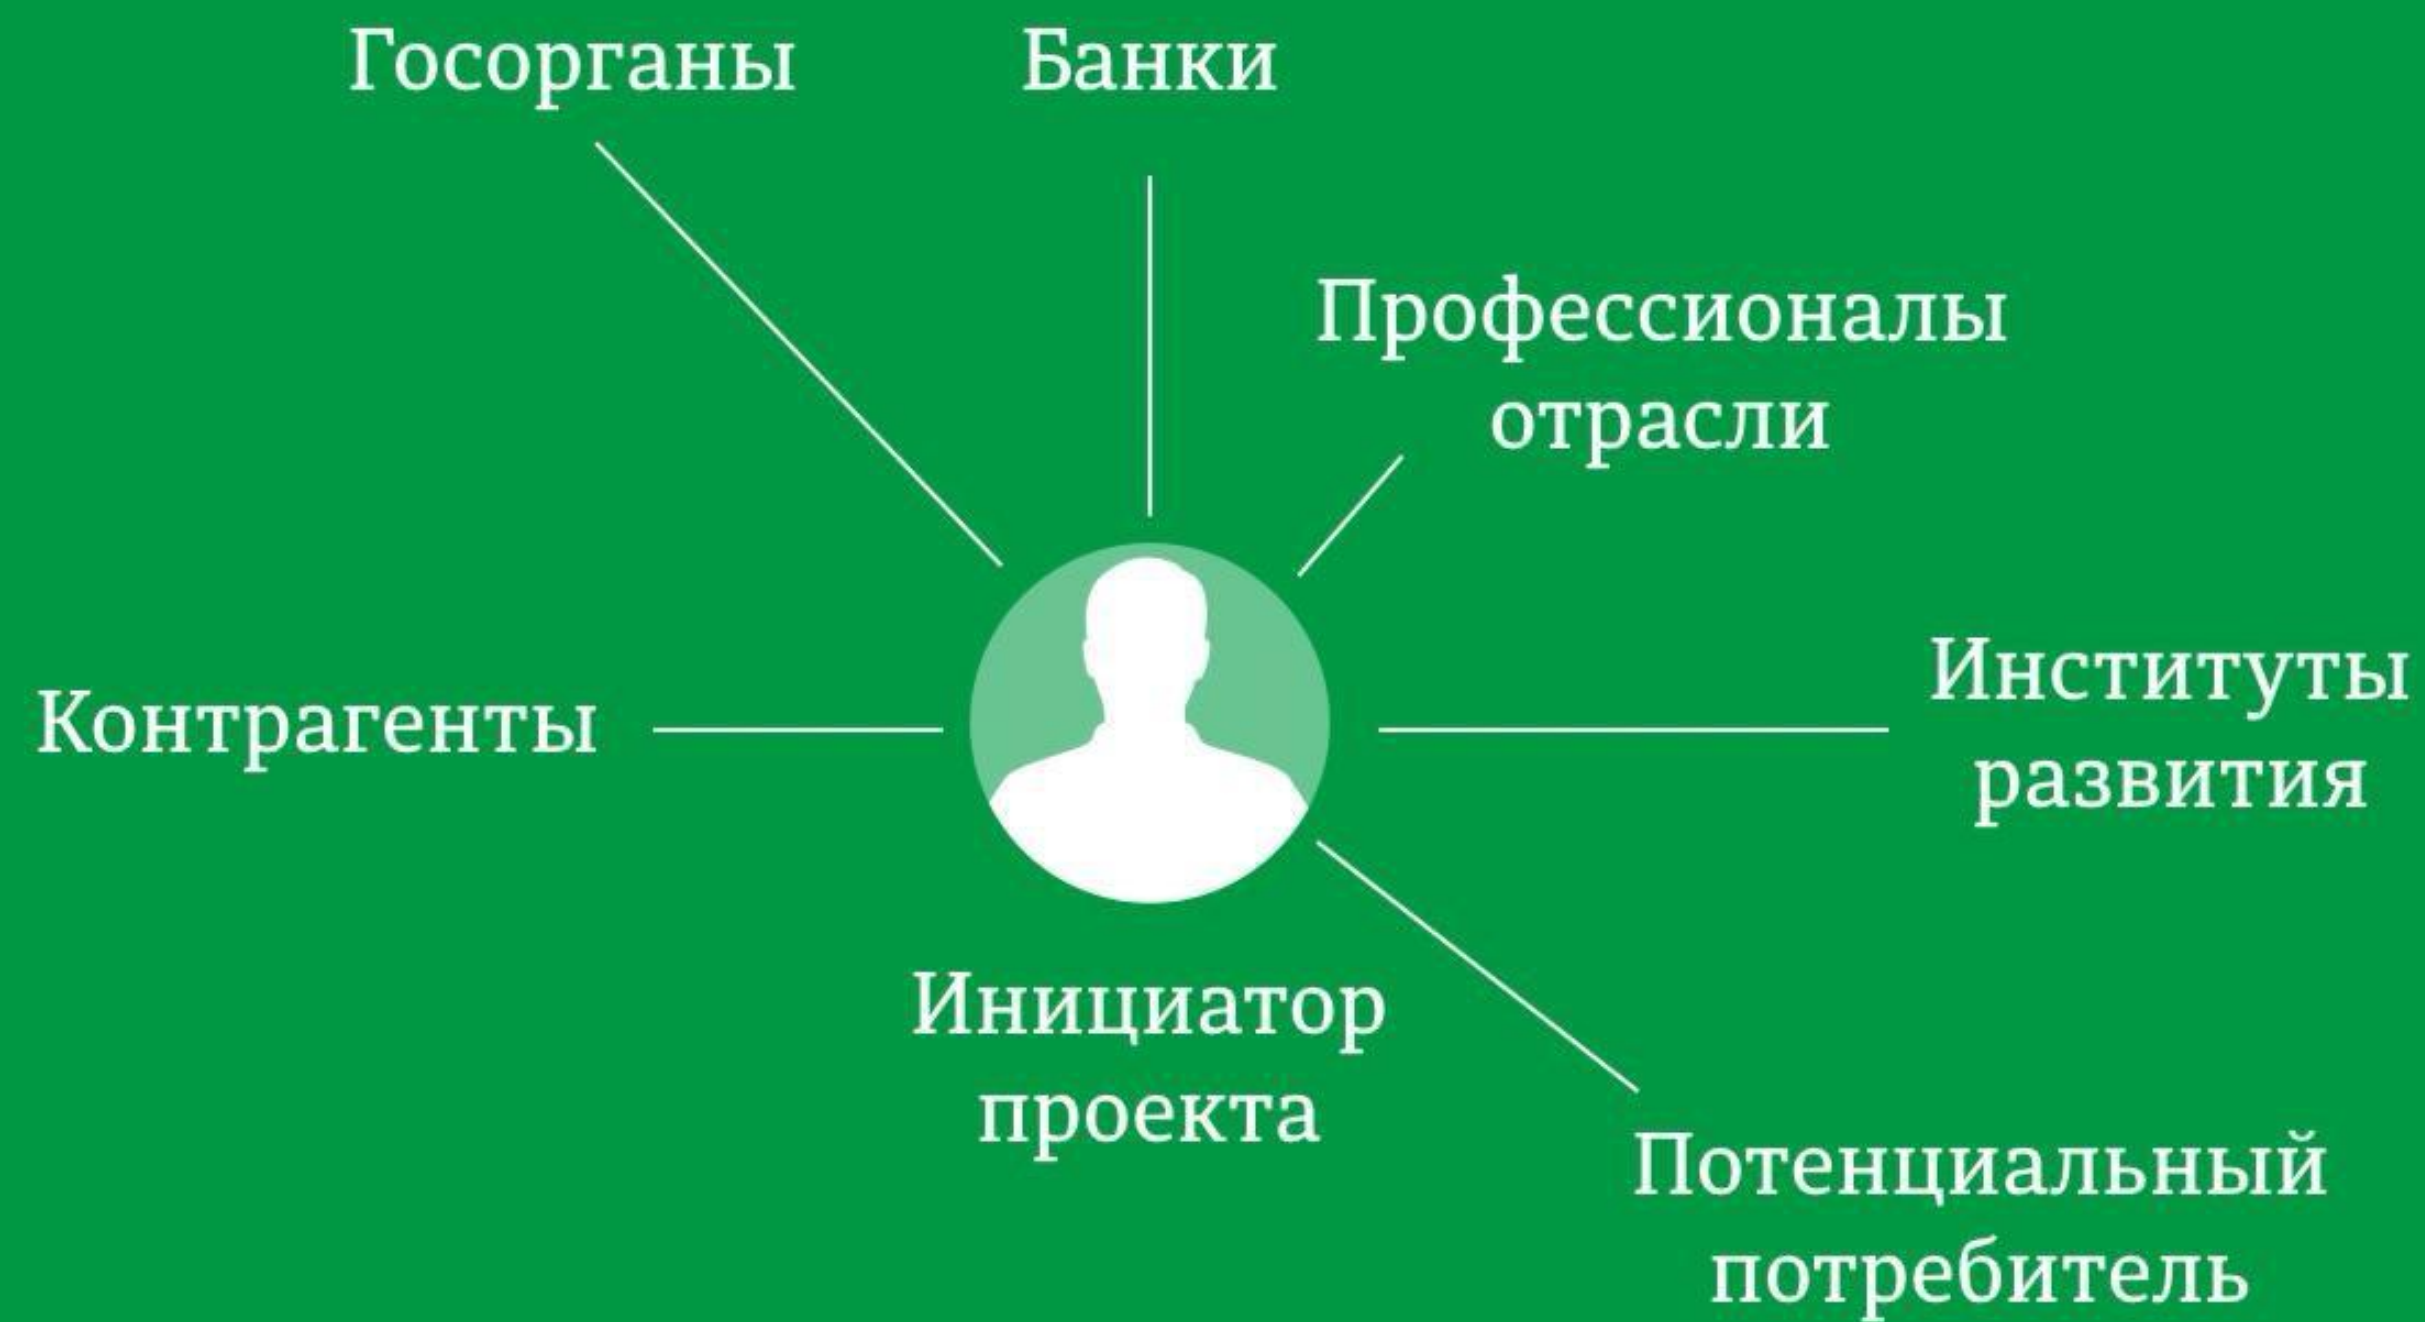 Госорганы
Банки
Профессионалы
отрасли
Институты
развития
Контрагенты
Инициатор
проекта
Потенциальный
потребитель